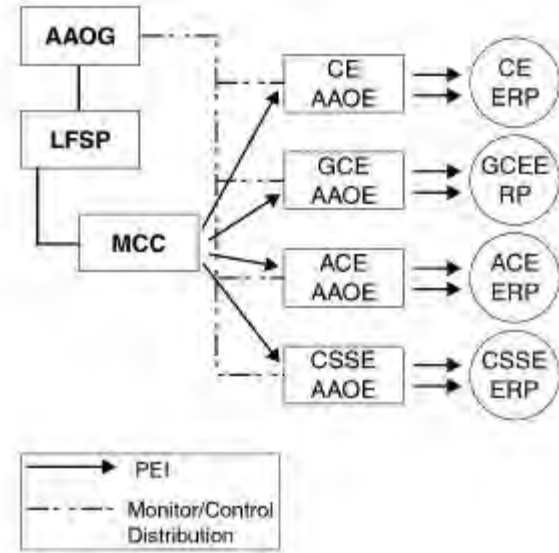 AAOG
LFSP
MCC
CE
AAOE
CE
ERP
GCE
AAOE
GCEE
RP
ACE
AAOE
ACE
ERP
CSSE
AAOE
CSSE
ERP
PEI
Monitor/Control
Distribution